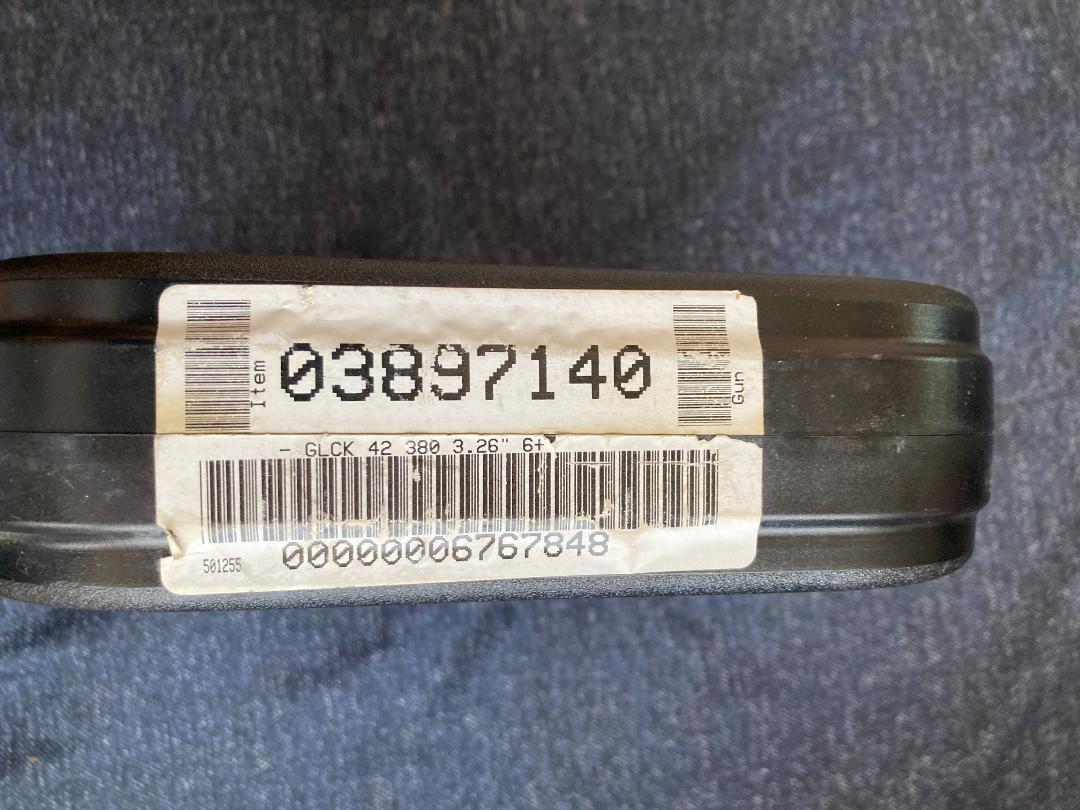 Item
03897140
Gun
- GLCK 42 380 3.26" 6+
00000006767848
501255